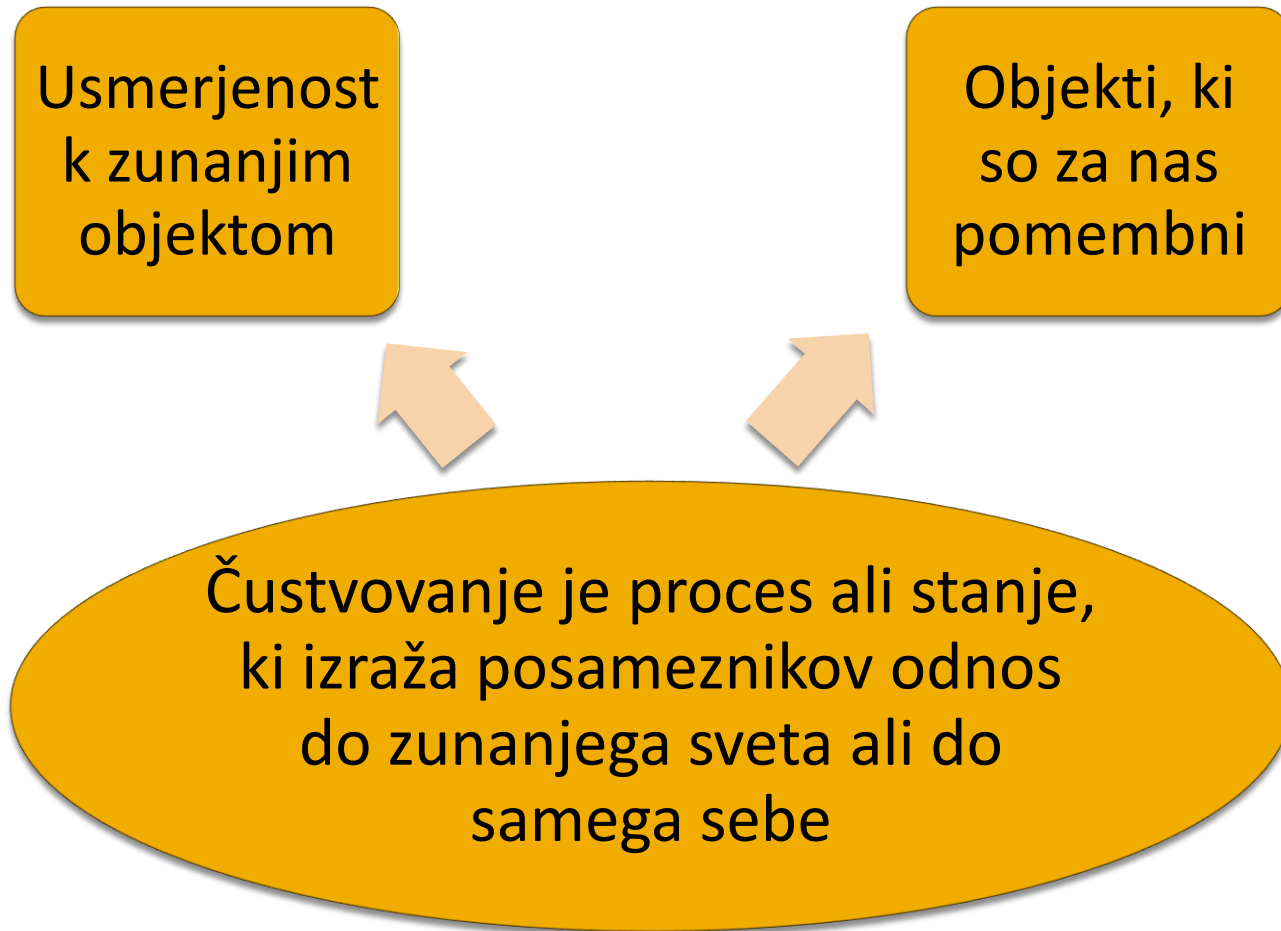 Usmerjenost
k zunanjim
objektom
Objekti, ki
so za nas
pomembni
Čustvovanje je proces ali stanje,
ki izraža posameznikov odnos
do zunanjega sveta ali do
samega sebe